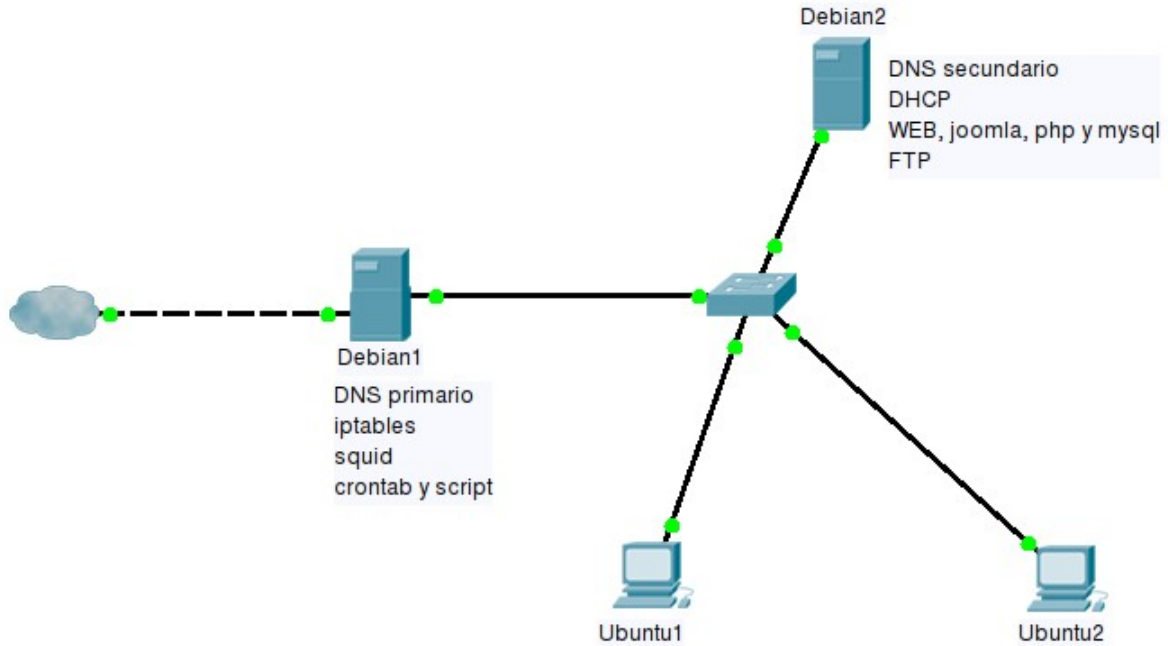 Debian2
DNS secundario
DHCP
WEB, joomla, php y mysql
FTP
Debian1
DNS primario
iptables
squid
crontab y script
Ubuntu1
Ubuntu2